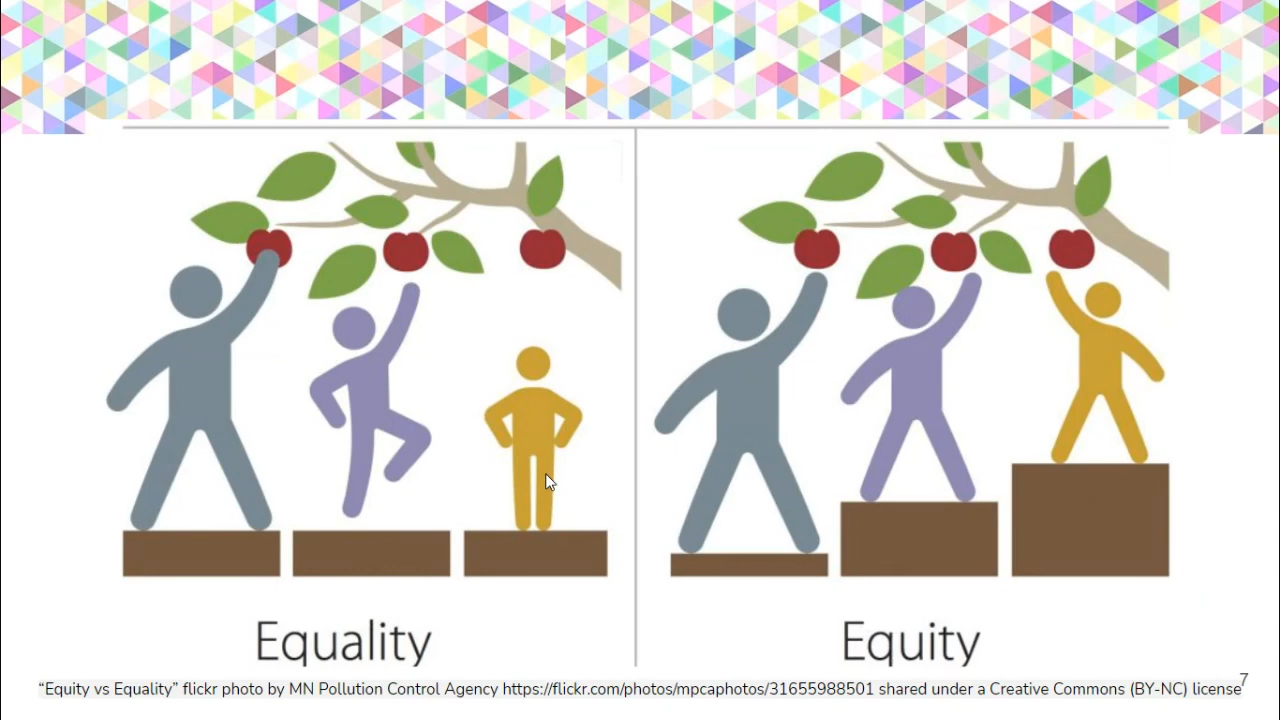 Equality
Equity
“Equity vs Equality” flickr photo by MN Pollution Control Agency https://flickr.com/photos/mpcaphotos/31655988501 shared under a Creative Commons (BY-NC) license
7